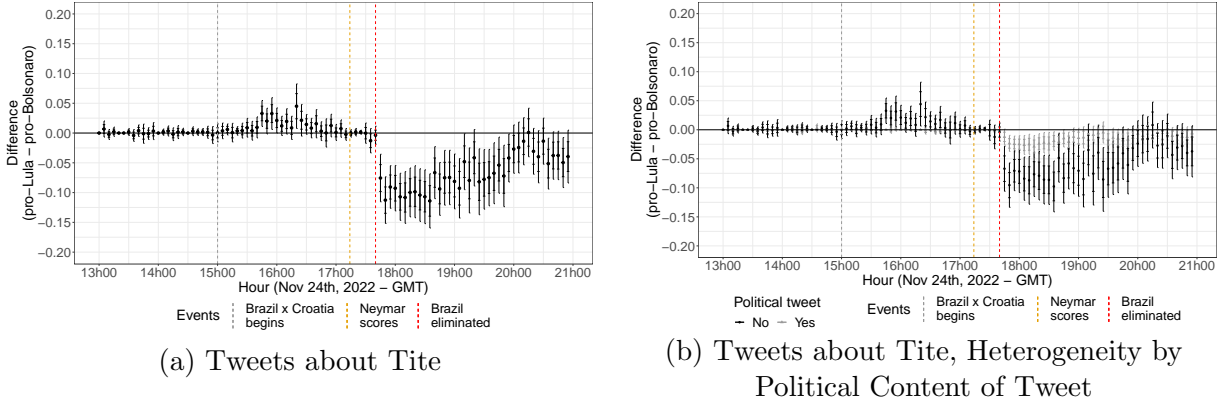 0.20
0.15
0.10
0.05
0.00
−0.05
−0.10
−0.15
−0.20
Difference
(pro−Lula − pro−Bolsonaro)
13h00 14h00 15h00 16h00 17h00 18h00 19h00 20h00 21h00
Hour (Nov 24th, 2022 − GMT)
Events
Brazil x Croatia
begins
Neymar
scores
Brazil
eliminated
(a) Tweets about Tite
0.20
0.15
0.10
0.05
0.00
−0.05
−0.10
−0.15
−0.20
Difference
(pro−Lula − pro−Bolsonaro)
13h00 14h00 15h00 16h00 17h00 18h00 19h00 20h00 21h00
Hour (Nov 24th, 2022 − GMT)
Political tweet
No Yes
Events
Brazil x Croatia
begins
Neymar
scores
Brazil
eliminated
(b) Tweets about Tite, Heterogeneity by
Political Content of Tweet